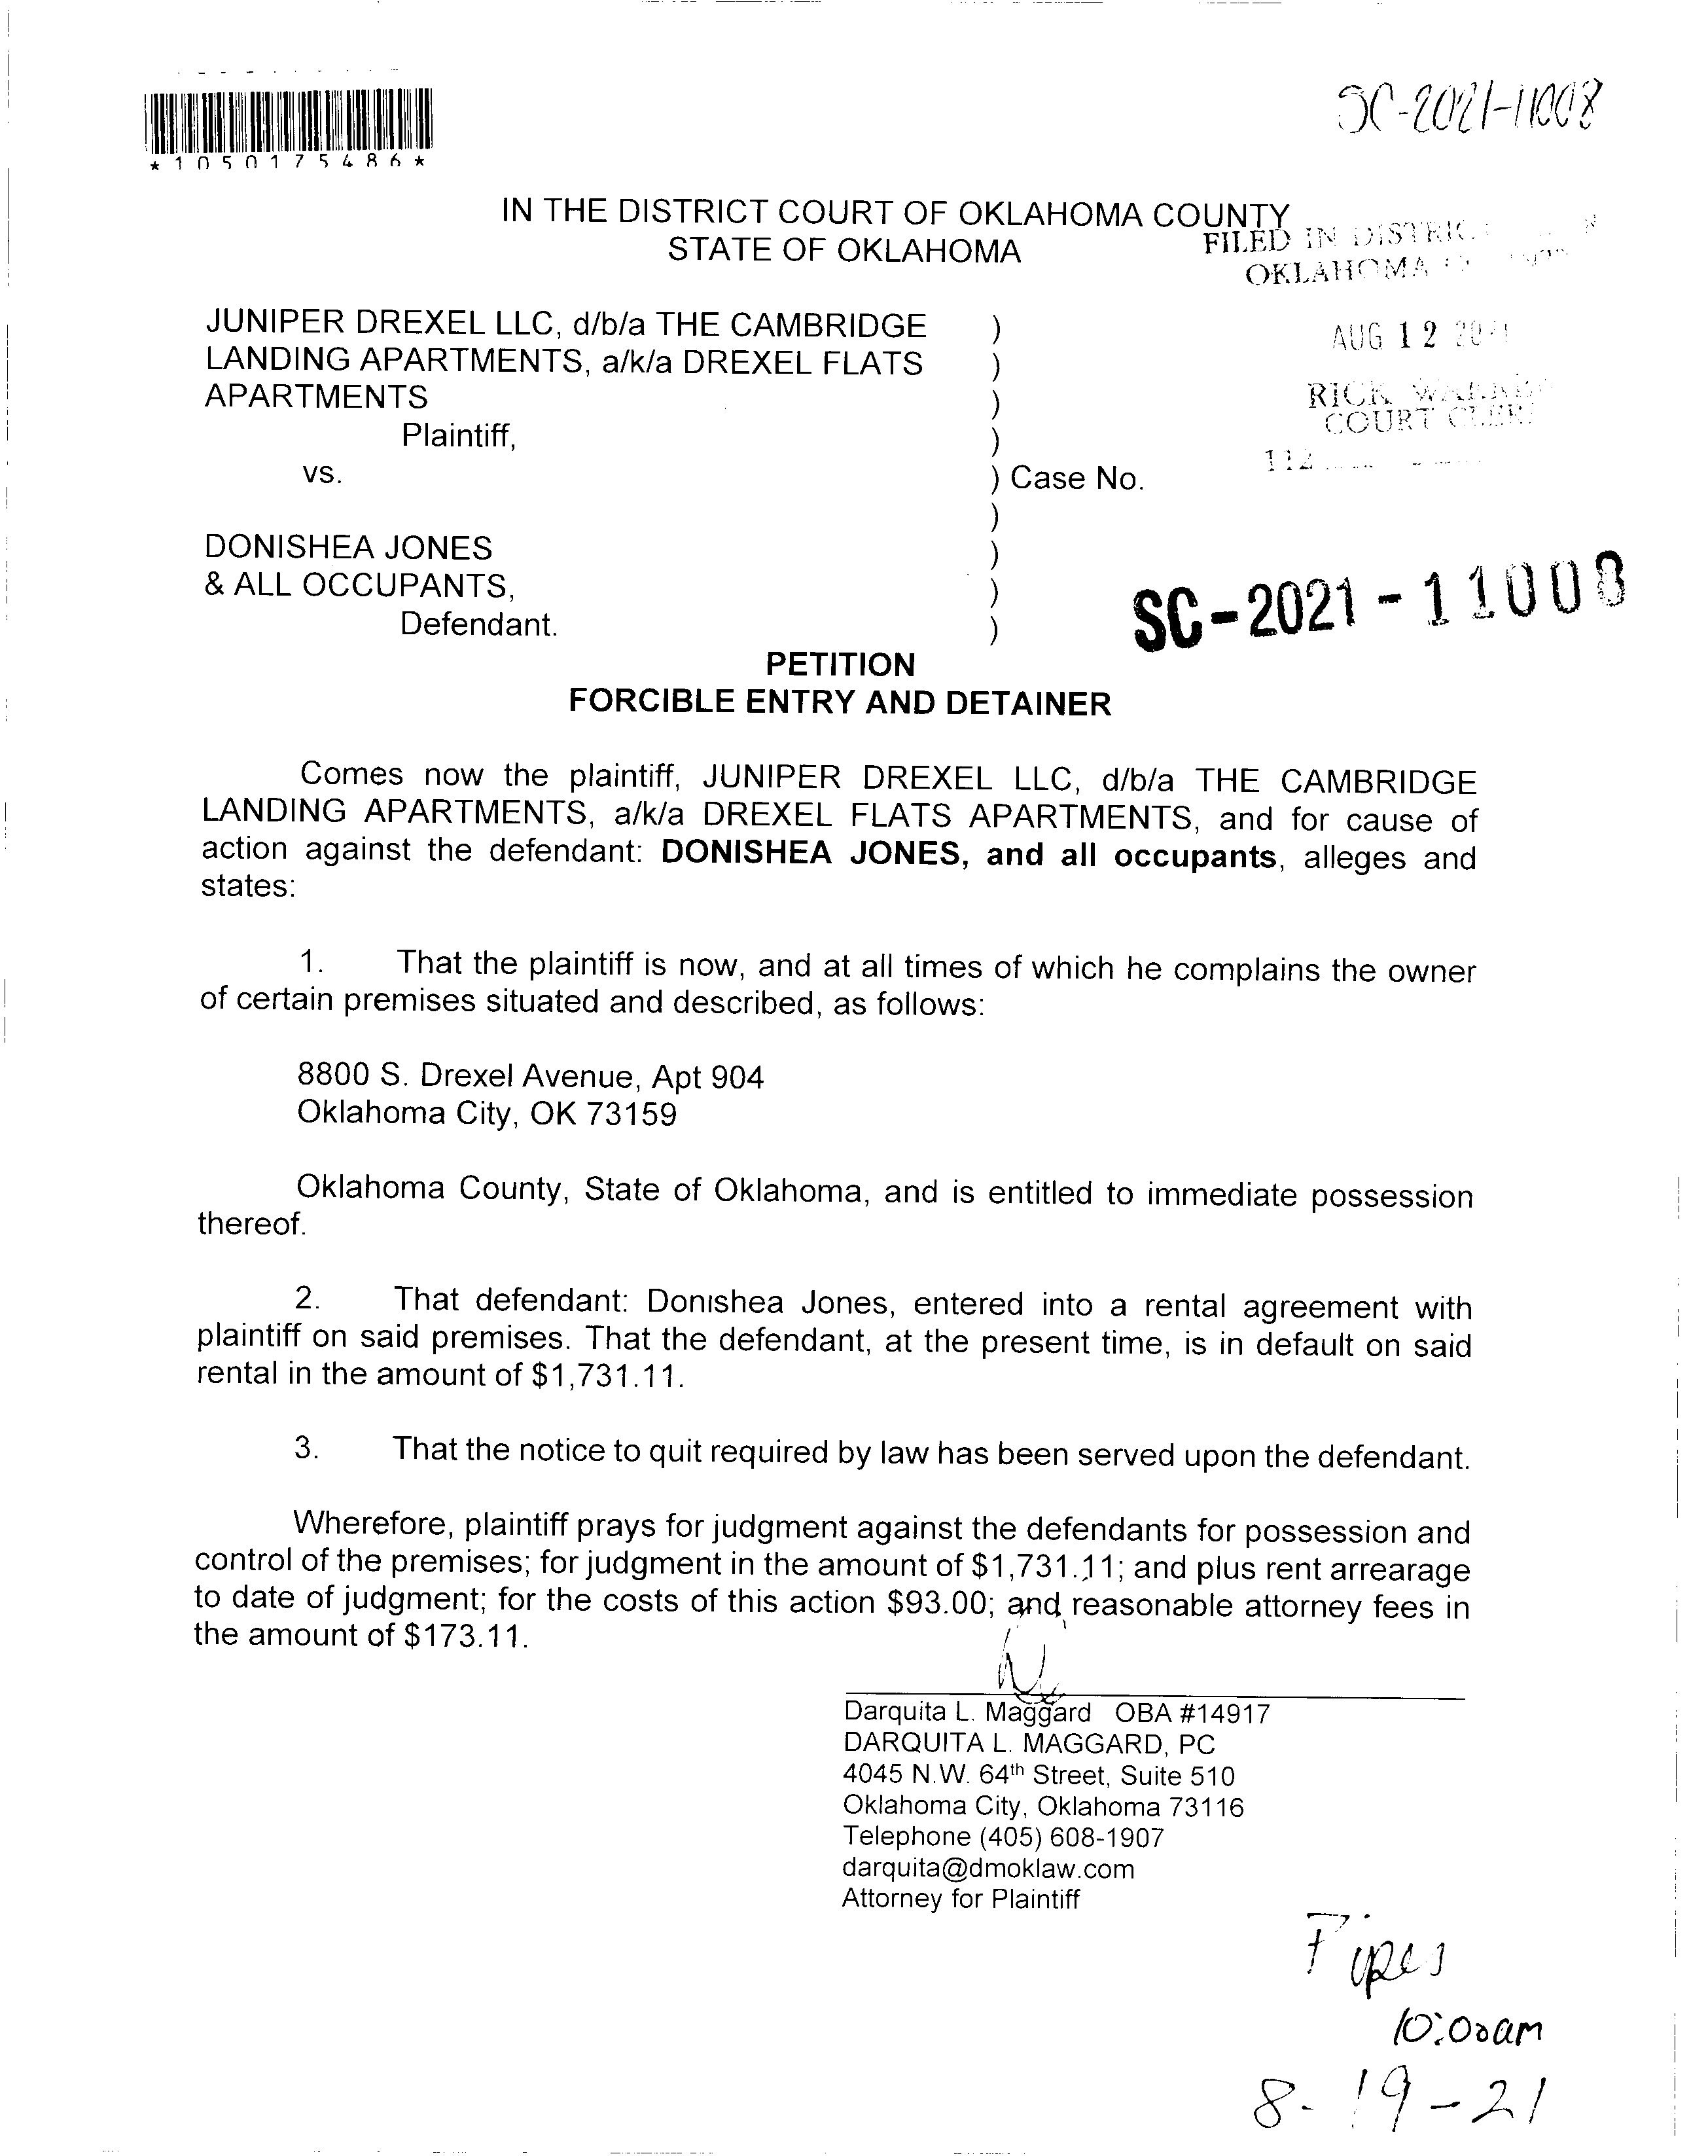 *1050175486*
SC-2021-11008
IN THE DISTRICT COURT OF OKLAHOMA COUNTY
STATE OF OKLAHOMA
FILED IN DISTRIC
OKLAHOMA
JUNIPER DREXEL LLC, d/b/a THE CAMBRIDGE )
LANDING APARTMENTS, a/k/a DREXEL FLATS )
APARTMENTS )
Plaintiff, )
AUG 12 2021
RICK WARREN
COURT CLERK
112
vs. ) Case No.
)
DONISHEA JONES )
& ALL OCCUPANTS, )
Defendant. )
SC-2021-11008
PETITION
FORCIBLE ENTRY AND DETAINER
Comes now the plaintiff, JUNIPER DREXEL LLC, d/b/a THE CAMBRIDGE
LANDING APARTMENTS, a/k/a DREXEL FLATS APARTMENTS, and for cause of
action against the defendant: DONISHEA JONES, and all occupants, alleges and
states:
1. That the plaintiff is now, and at all times of which he complains the owner
of certain premises situated and described, as follows:
8800 S. Drexel Avenue, Apt 904
Oklahoma City, OK 73159
Oklahoma County, State of Oklahoma, and is entitled to immediate possession
thereof.
2. That defendant: Donishea Jones, entered into a rental agreement with
plaintiff on said premises. That the defendant, at the present time, is in default on said
rental in the amount of $1,731.11.
3. That the notice to quit required by law has been served upon the defendant.
Wherefore, plaintiff prays for judgment against the defendants for possession and
control of the premises; for judgment in the amount of $1,731.11; and plus rent arrearage
to date of judgment; for the costs of this action $93.00; and reasonable attorney fees in
the amount of $173.11.
Darquita L. Maggard OBA #14917
DARQUITA L. MAGGARD, PC
4045 N.W. 64th Street, Suite 510
Oklahoma City, Oklahoma 73116
Telephone (405) 608-1907
darquita@dmoklaw.com
Attorney for Plaintiff
Pipes
10:00am
8-19-21